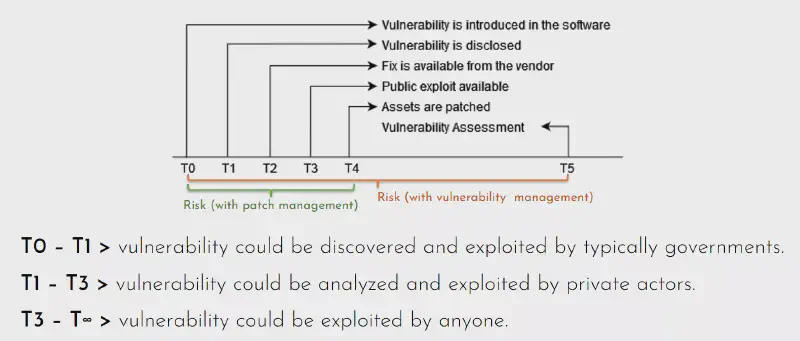 Vulnerability is introduced in the software
Vulnerability is disclosed
Fix is available from the vendor
Public exploit available
Assets are patched
Vulnerability Assessment
T0 T1 T2 T3 T4 T5
Risk (with patch management) Risk (with vulnerability management)
T0 - T1 > vulnerability could be discovered and exploited by typically governments.
T1 - T3 > vulnerability could be analyzed and exploited by private actors.
T3 - T∞ > vulnerability could be exploited by anyone.